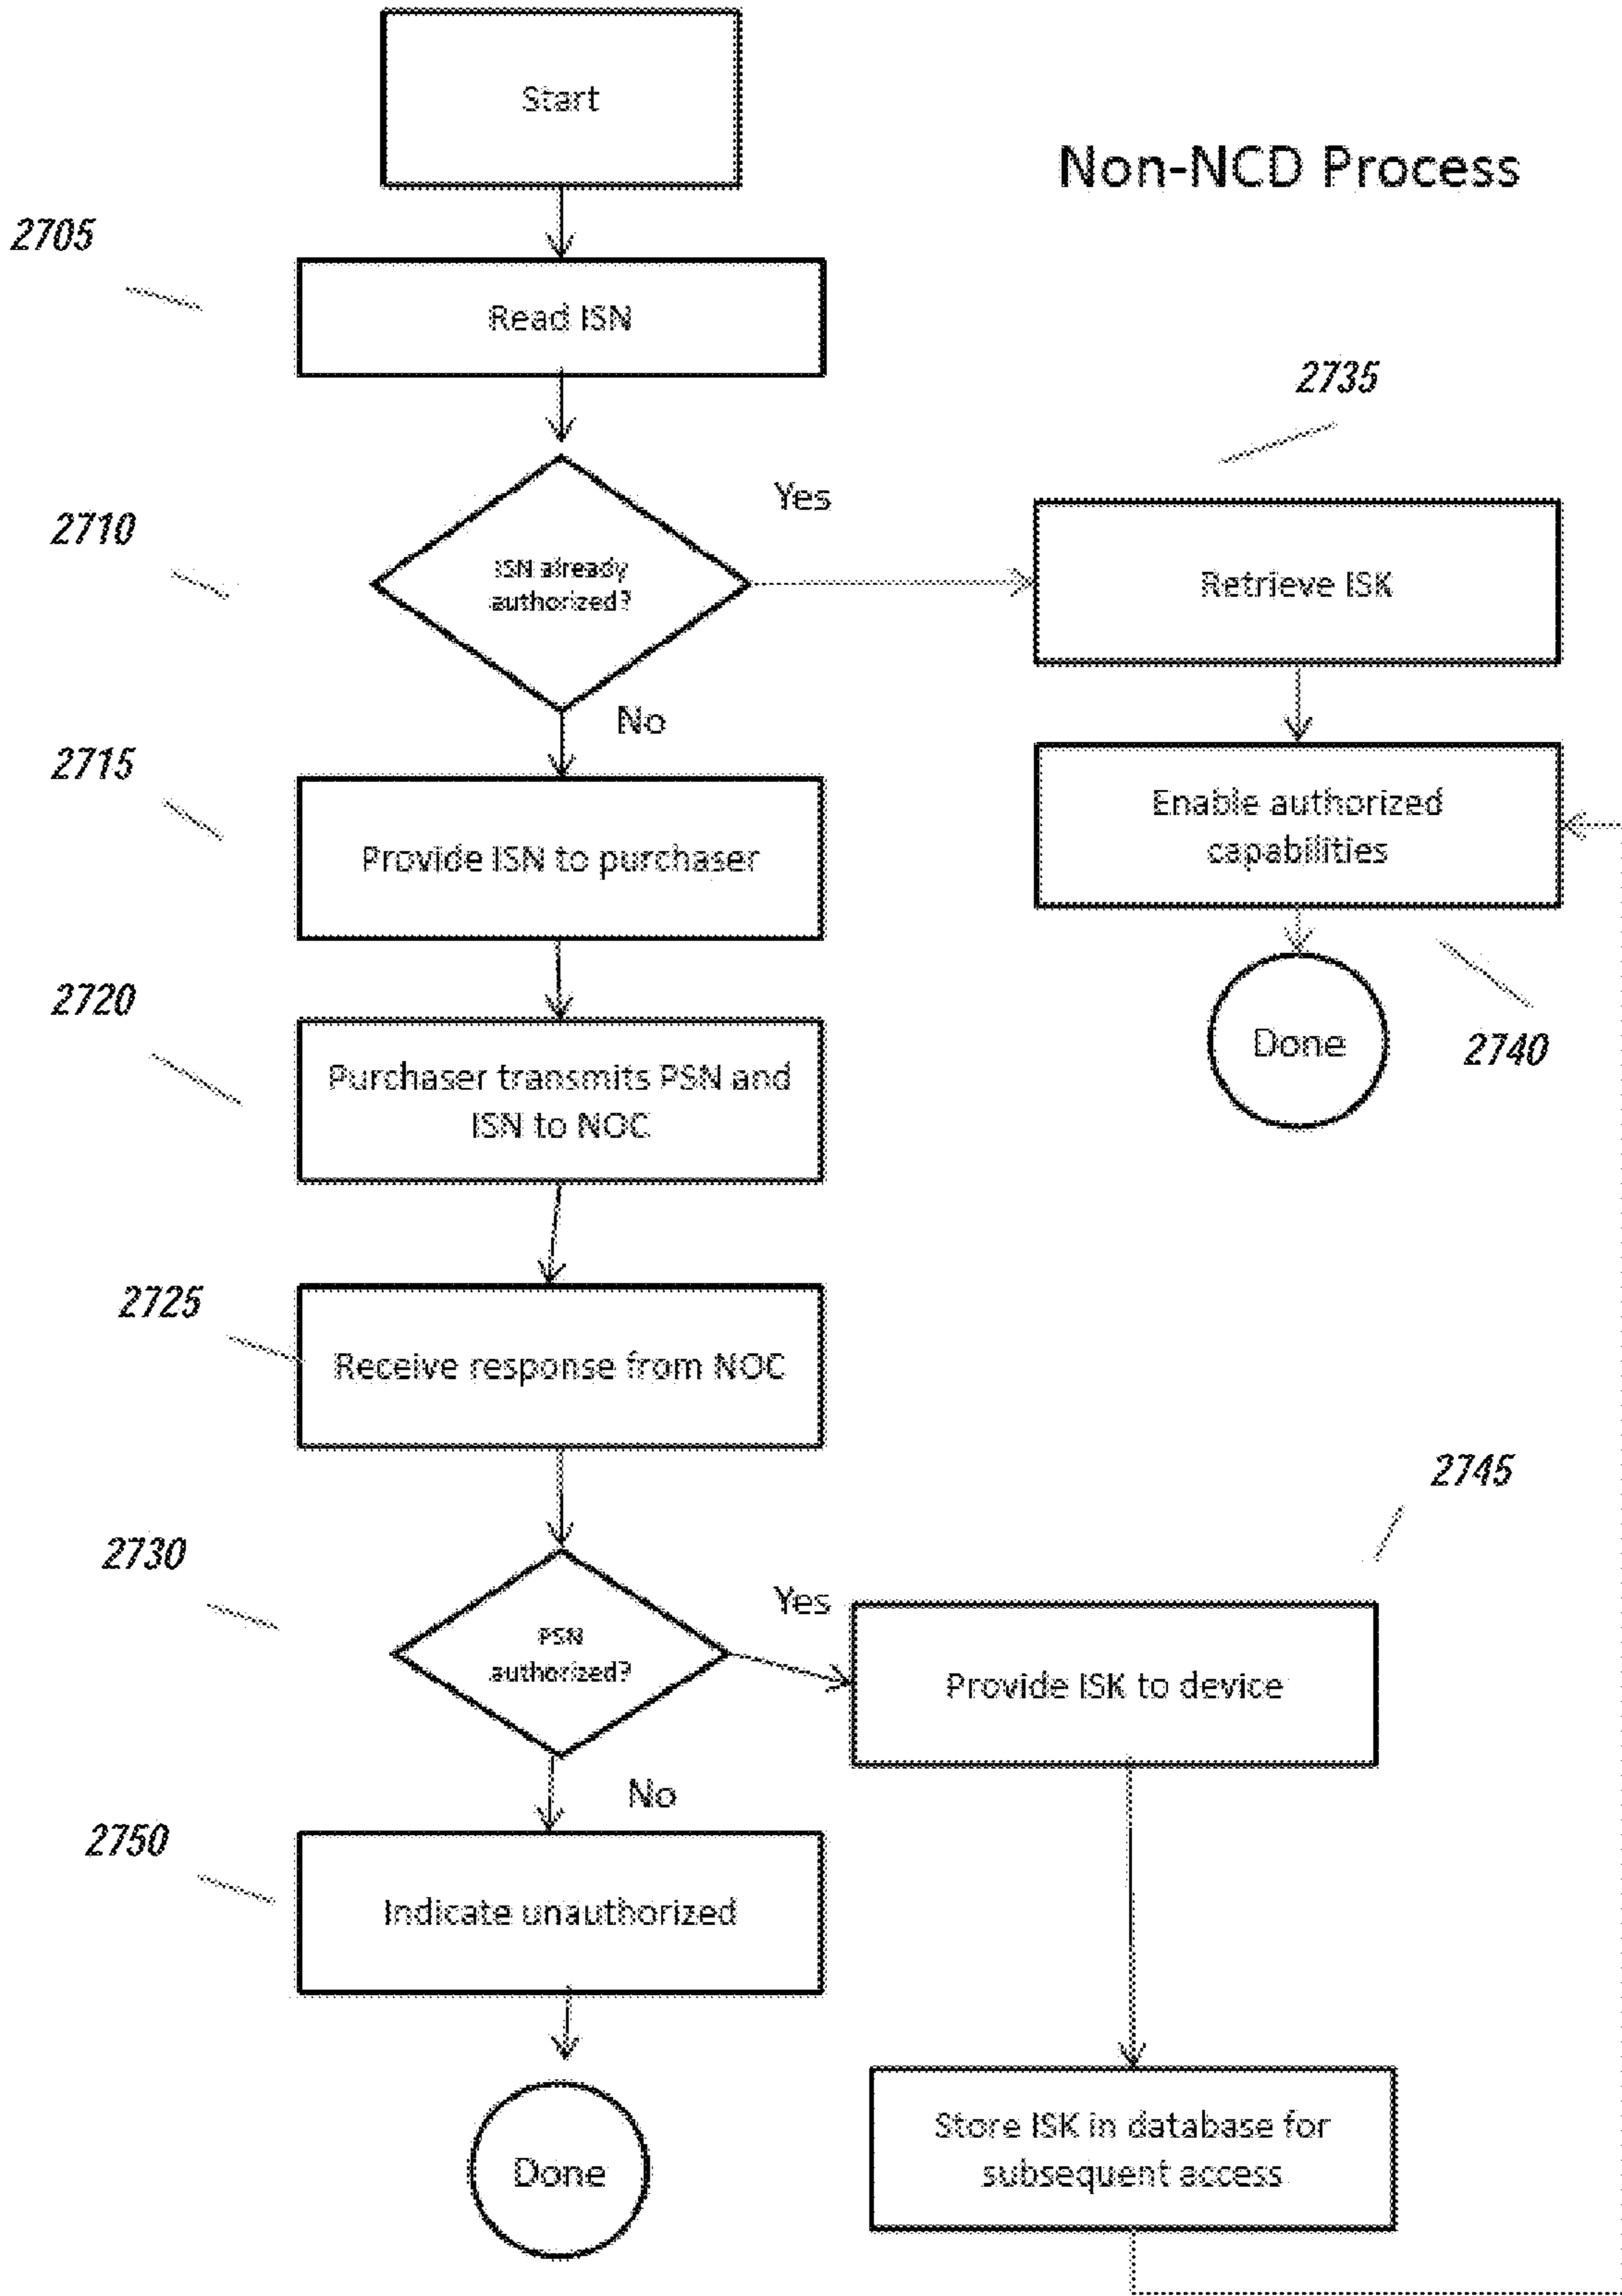 Start
Non-NCD Process
2705
Read ISN
2735
2710
ISN already
authorized?
Yes
Retrieve ISK
No
2715
Provide ISN to purchaser
Enable authorized
capabilities
2720
Purchaser transmits PSN and
ISN to NOC
Done
2740
2725
Receive response from NOC
2745
2730
PSN
authorized?
Yes
Provide ISK to device
No
2750
Indicate unauthorized
Store ISK in database for
subsequent access
Done